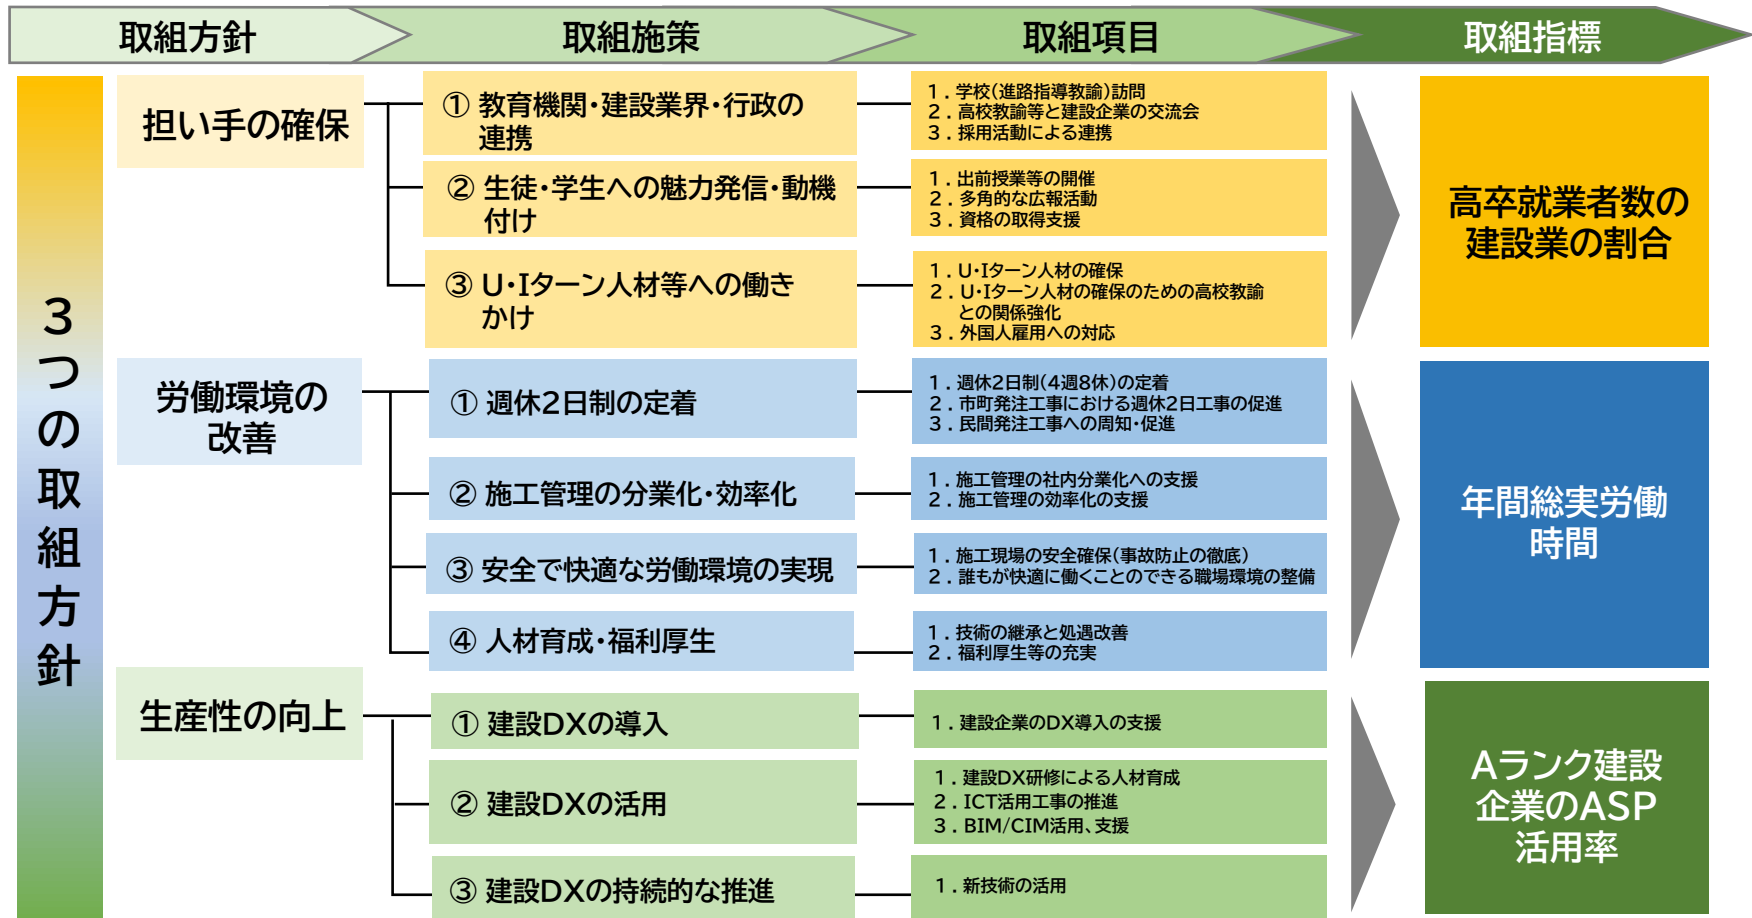 取組方針
取組施策
取組項目
取組指標
3つの取組方針
担い手の確保
① 教育機関・建設業界・行政の
連携
1．学校（進路指導教諭）訪問
2．高校教諭等と建設企業の交流会
3．採用活動による連携
② 生徒・学生への魅力発信・動機
付け
1．出前授業等の開催
2．多角的な広報活動
3．資格の取得支援
③ U・Iターン人材等への働き
かけ
1．U・Iターン人材の確保
2．U・Iターン人材の確保のための高校教諭
との関係強化
3．外国人雇用への対応
高卒就業者数の
建設業の割合
労働環境の
改善
① 週休2日制の定着
1．週休2日制（4週8休）の定着
2．市町発注工事における週休2日工事の促進
3．民間発注工事への周知・促進
② 施工管理の分業化・効率化
1．施工管理の社内分業化への支援
2．施工管理の効率化の支援
③ 安全で快適な労働環境の実現
1．施工現場の安全確保（事故防止の徹底）
2．誰もが快適に働くことのできる職場環境の整備
④ 人材育成・福利厚生
1．技術の継承と処遇改善
2．福利厚生等の充実
年間総実労働
時間
生産性の向上
① 建設DXの導入
1．建設企業のDX導入の支援
② 建設DXの活用
1．建設DX研修による人材育成
2．ICT活用工事の推進
3．BIM/CIM活用、支援
③ 建設DXの持続的な推進
1．新技術の活用
Aランク建設
企業のASP
活用率